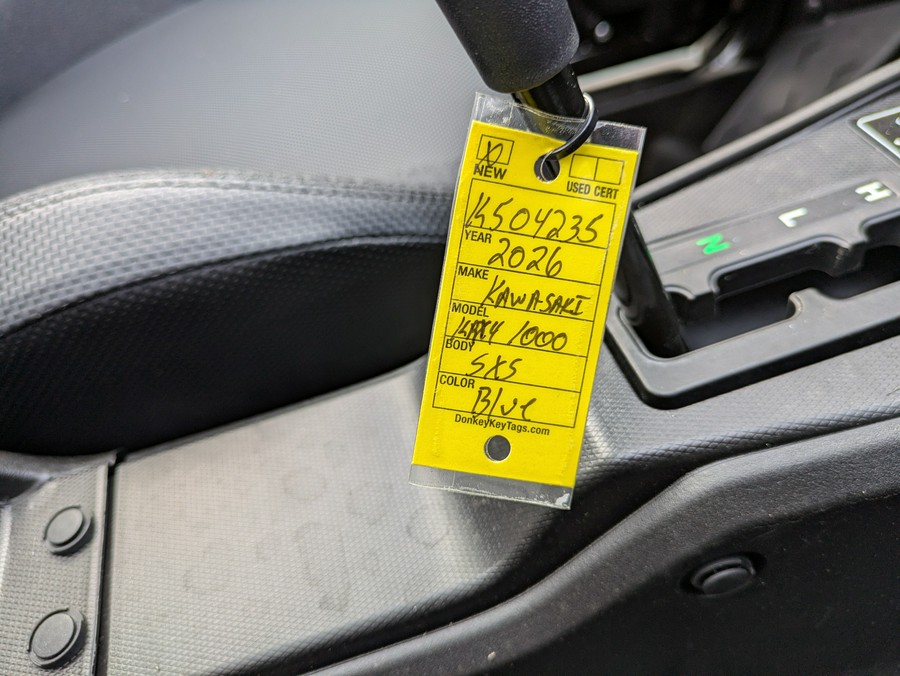 X
NEW
USED CERT
K504235
YEAR 2026
MAKE KAWASAKI
MODEL 1000
BODY SXS
COLOR Blue
DonkeyKeyTags.com
N L H